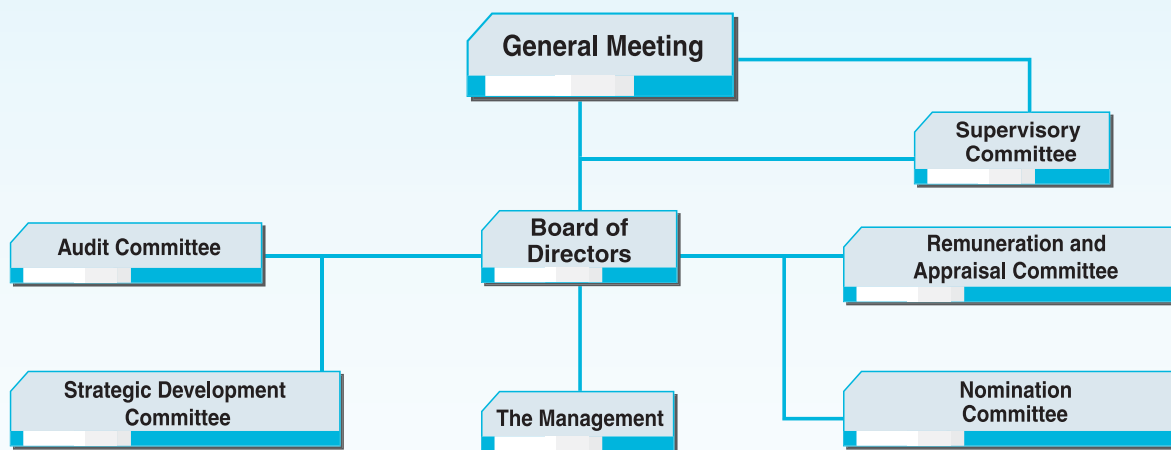 General Meeting
Supervisory
Committee
Board of
Directors
Audit Committee
Remuneration and
Appraisal Committee
Strategic Development
Committee
The Management
Nomination
Committee